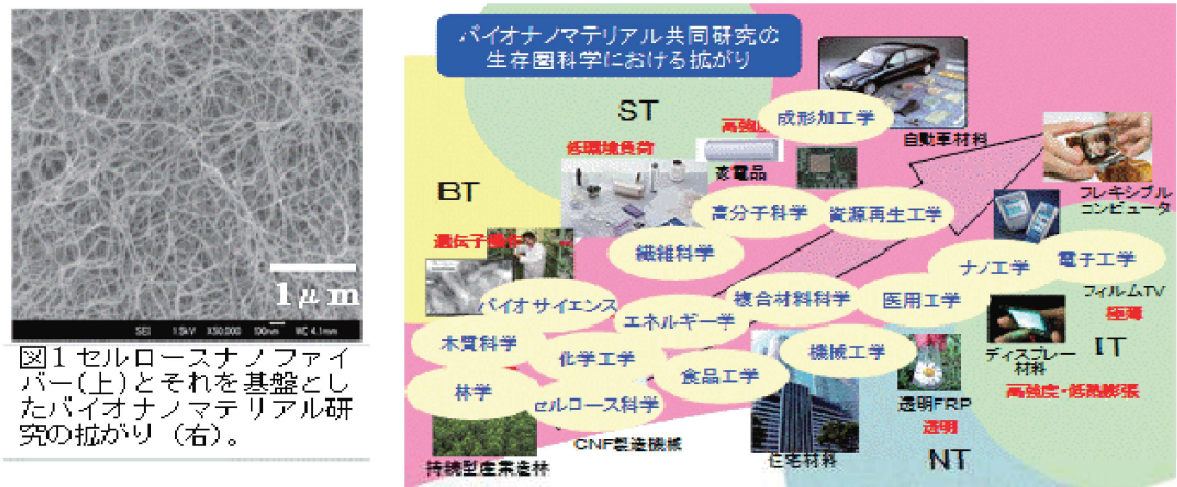 1μm
SEI 1.5kV X50,000 100nm WD 4.1mm
図1 セルロースナノファイ
バー(上)とそれを基盤とし
たバイオナノマテリアル研
究の拡がり（右）。
バイオナノマテリアル共同研究の
生存圏科学における拡がり
ST
高強度
成形加工学
自動車材料
低環境負荷
家電品
BT
フレキシブル
コンピュータ
高分子科学
資源再生工学
遺伝子
繊維科学
ナノ工学
電子工学
バイオサイエンス
複合材料科学
医用工学
フィルムTV
エネルギー学
極薄
木質科学
化学工学
機械工学
IT
ディスプレー
材料
食品工学
高強度・低熱膨張
林学
セルロース科学
透明FRP
透明
CNF製造機械
持続型産業造林
住宅材料
NT